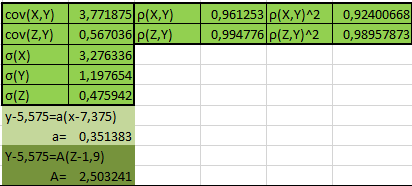 cov(X,Y) 3,771875 ρ(X,Y) 0,961253 ρ(X,Y)^2 0,92400668
cov(Z,Y) 0,567036 ρ(Z,Y) 0,994776 ρ(Z,Y)^2 0,98957873
σ(X) 3,276336
σ(Y) 1,197654
σ(Z) 0,475942
y-5,575=a(x-7,375)
a= 0,351383
Y-5,575=A(Z-1,9)
A= 2,503241